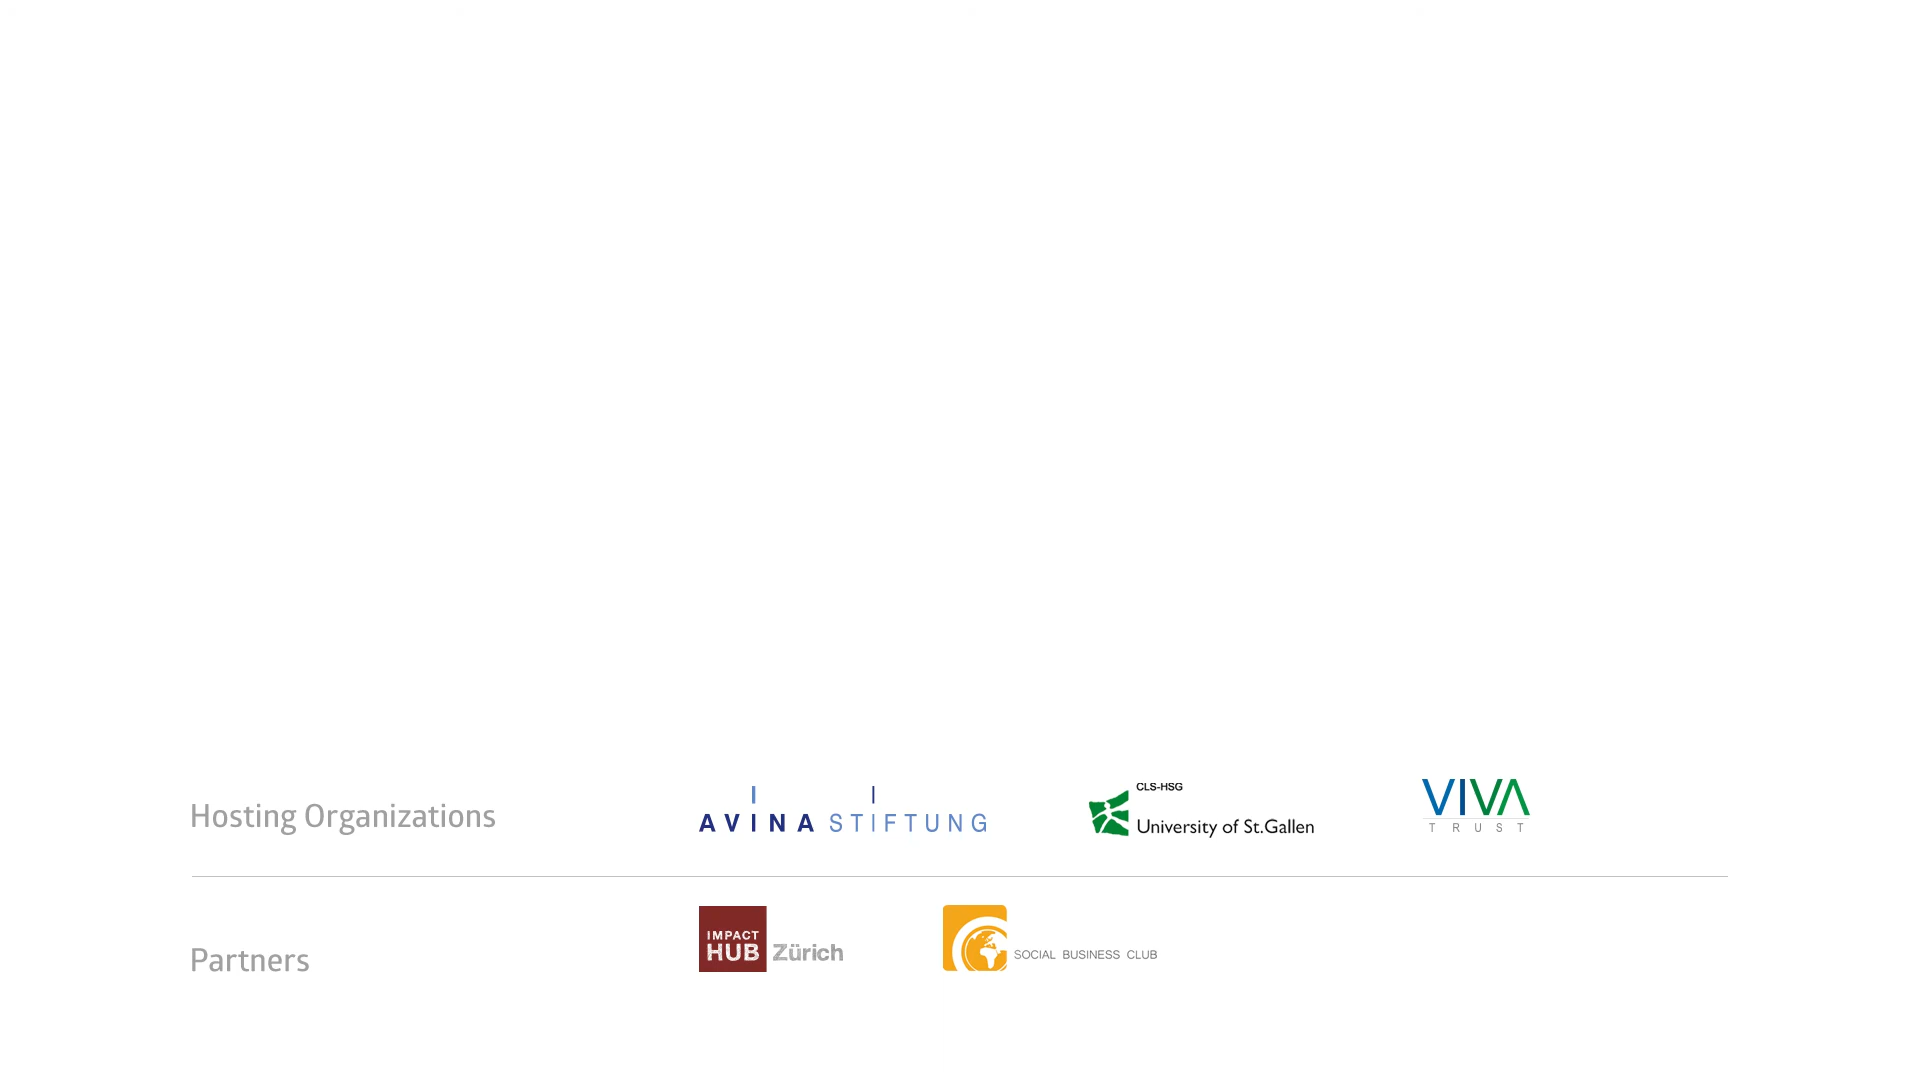 Hosting Organizations
AVINA STIFTUNG
CLS-HSG
University of St.Gallen
VIVA
TRUST
Partners
IMPACT
HUB Zürich
SOCIAL BUSINESS CLUB